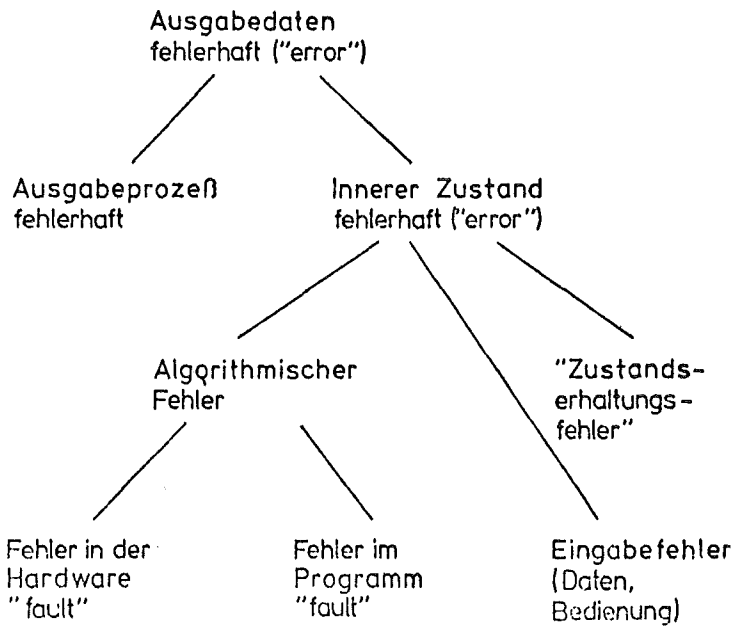 Ausgabedaten
fehlerhaft ("error")
Ausgabeprozeß
fehlerhaft
Innerer Zustand
fehlerhaft ("error")
Algorithmischer
Fehler
"Zustands-
erhaltungs-
fehler"
Fehler in der
Hardware
"fault"
Fehler im
Programm
"fault"
Eingabefehler
(Daten,
Bedienung)